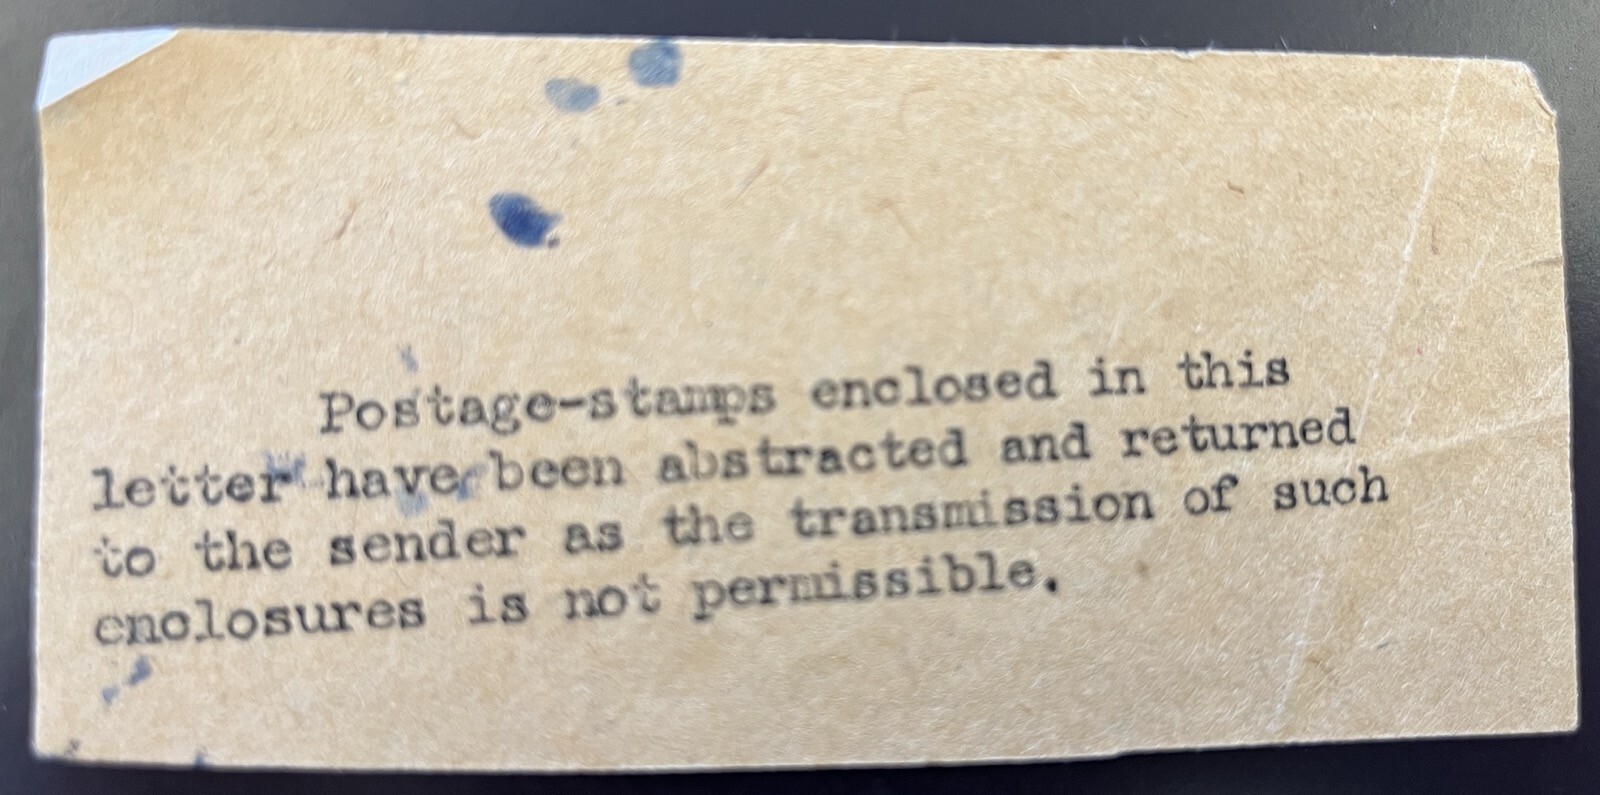 Postage-stamps enclosed in this
letter have been abstracted and returned
to the sender as the transmission of such
enclosures is not permissible.